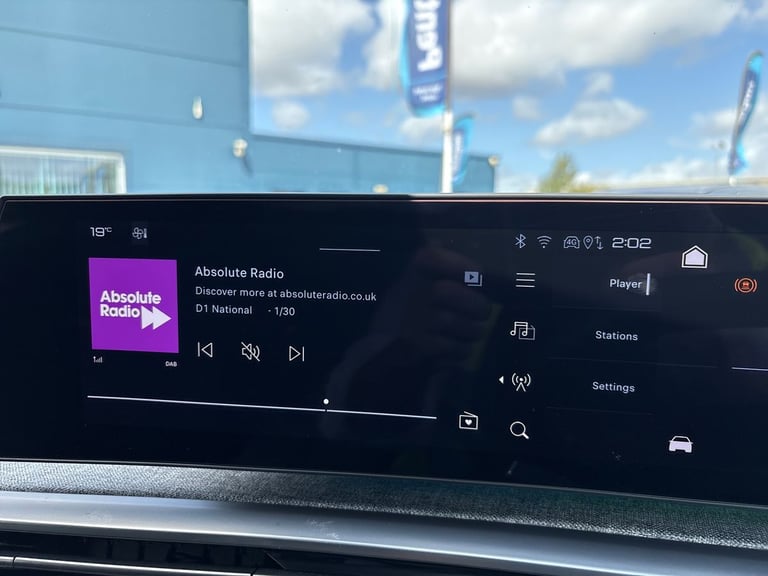 19°C
4G
2:02
Absolute
Radio
DAB
Absolute Radio
Discover more at absoluteradio.co.uk
D1 National - 1/30
Player
Stations
Settings